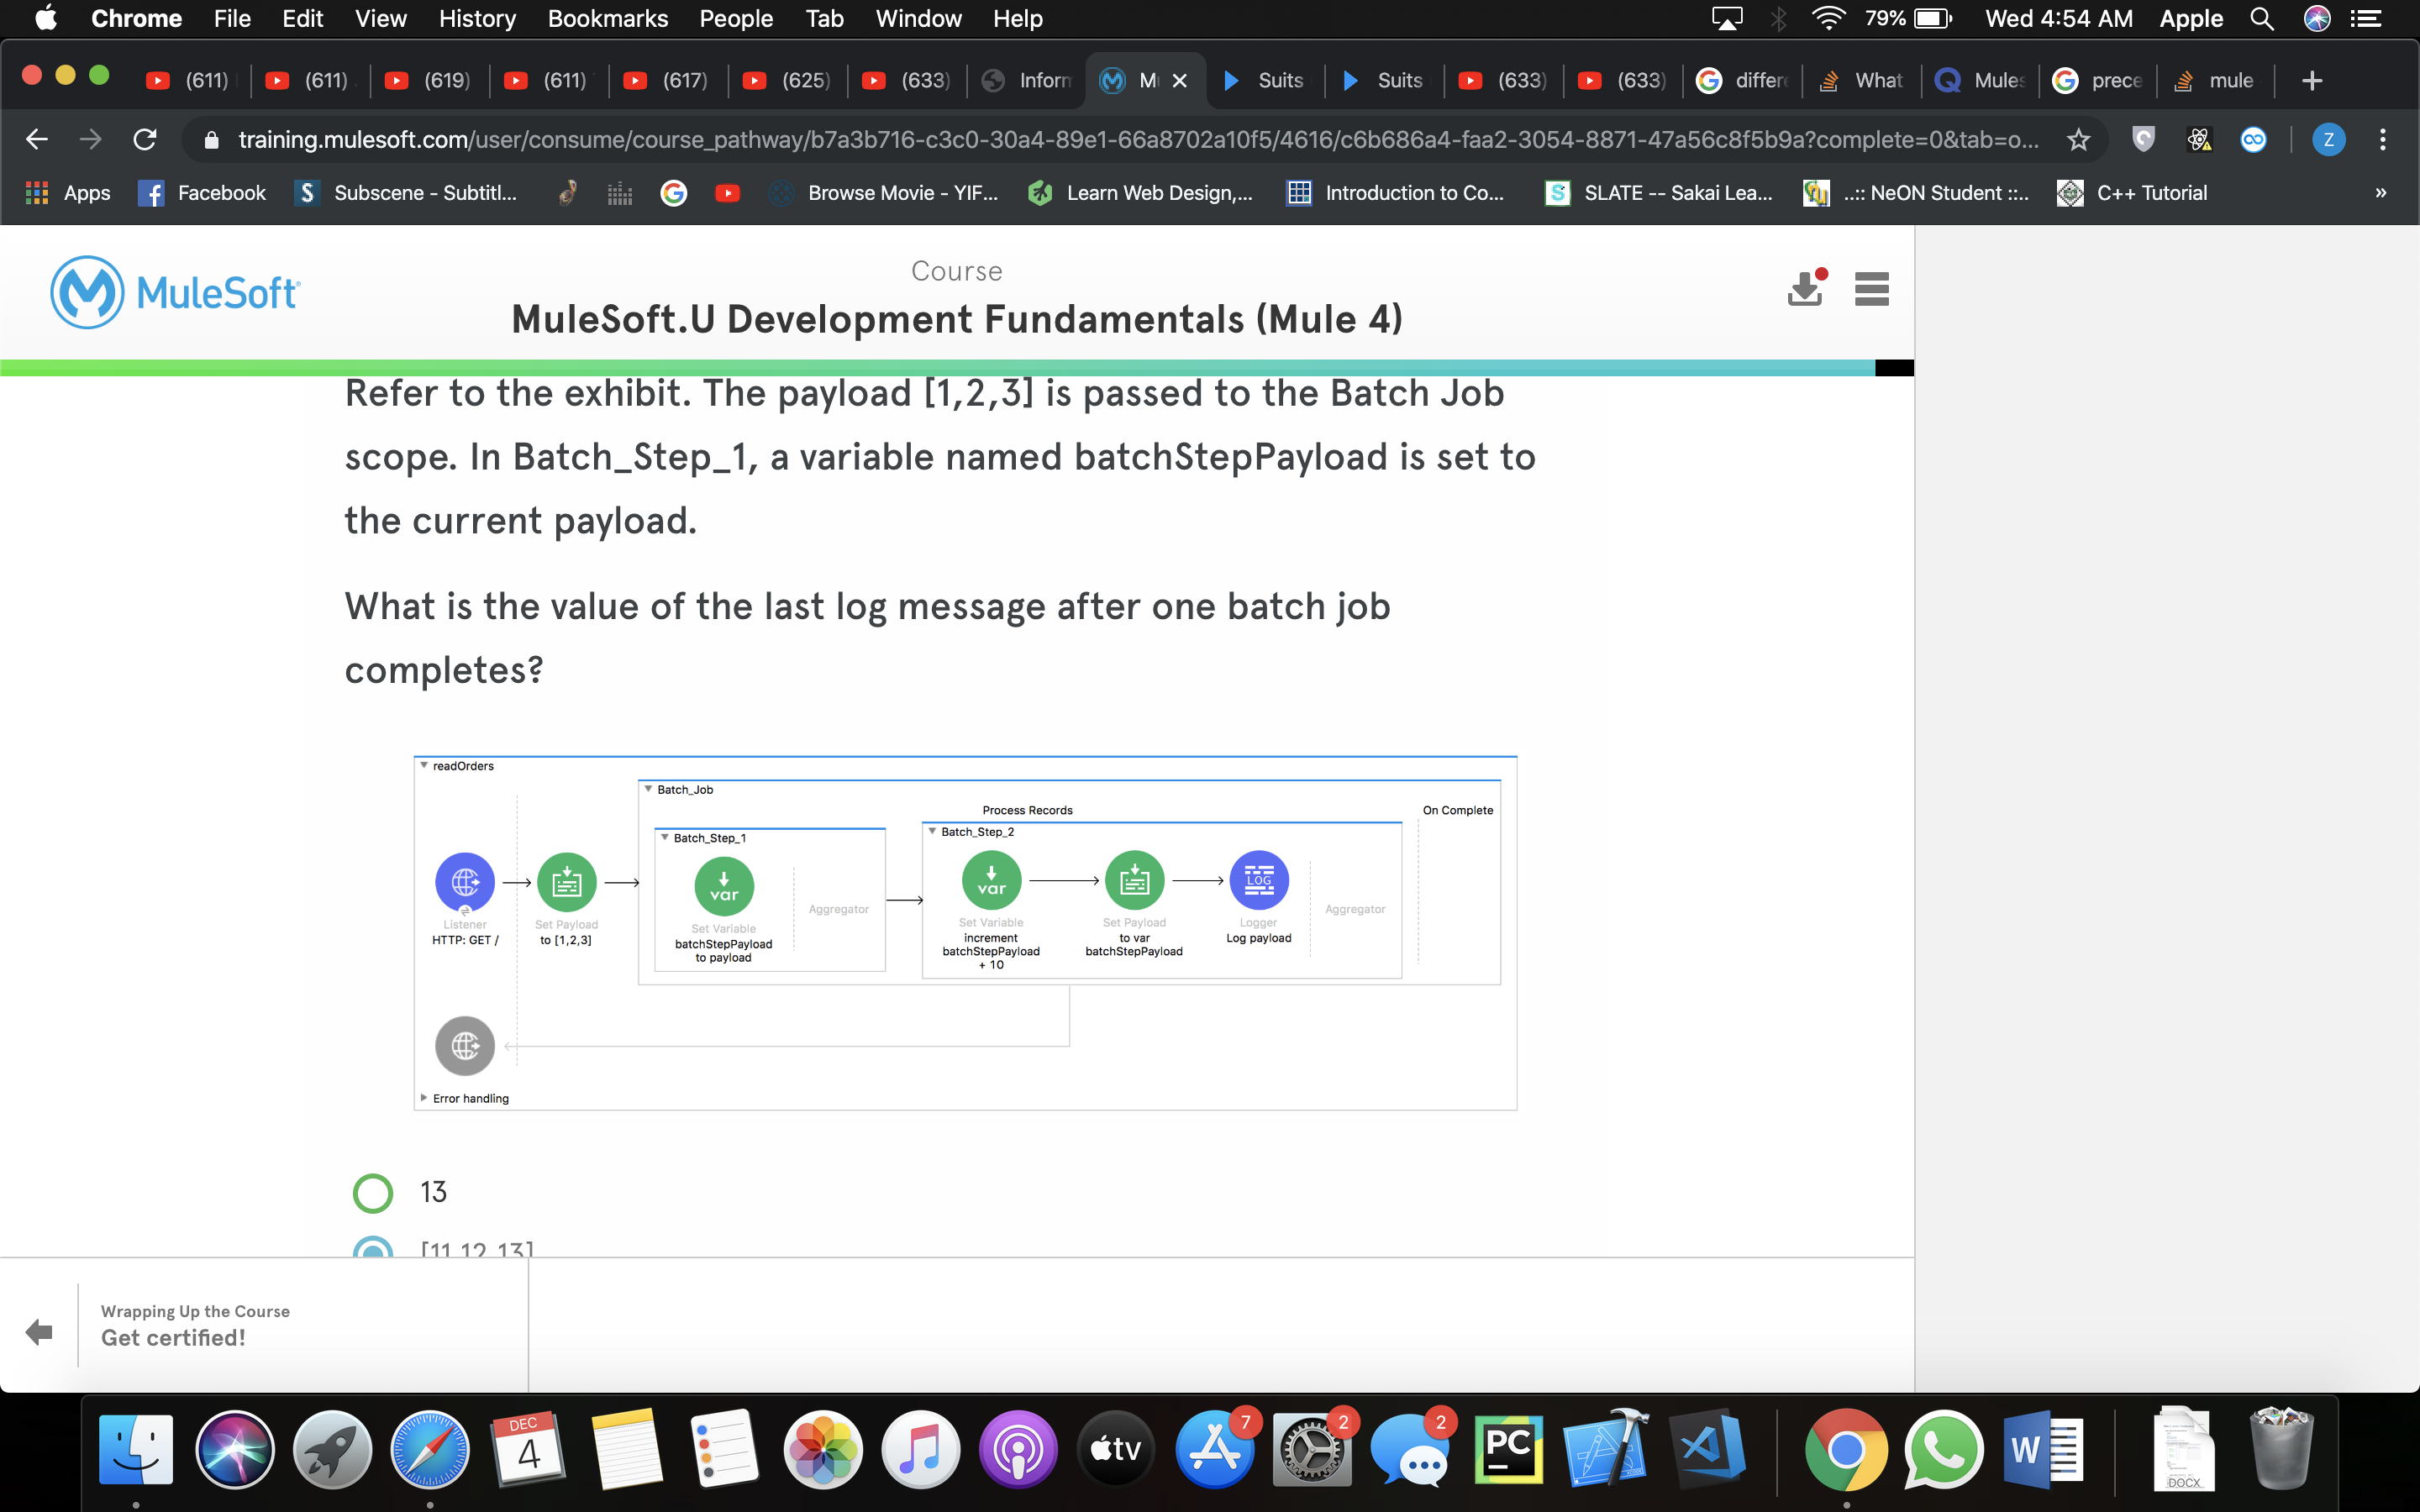 Chrome File Edit View History Bookmarks People Tab Window Help 79% Wed 4:54 AM Apple
(611) (611) (619) (611) (617) (625) (633) Inform M Suits Suits (633) (633) differe What Mules prece mule
training.mulesoft.com/user/consume/course_pathway/b7a3b716-c3c0-30a4-89e1-66a8702a10f5/4616/c6b686a4-faa2-3054-8871-47a56c8f5b9a?complete=0&tab=o... Z
Apps Facebook Subscene - Subtitl... Browse Movie - YIF... Learn Web Design,... Introduction to Co... SLATE -- Sakai Lea... ..:: NeON Student ::.. C++ Tutorial »
MuleSoft
Course
MuleSoft.U Development Fundamentals (Mule 4)
Refer to the exhibit. The payload [1,2,3] is passed to the Batch Job
scope. In Batch_Step_1, a variable named batchStepPayload is set to
the current payload.
What is the value of the last log message after one batch job
completes?
readOrders
Batch_Job
Process Records
On Complete
Batch_Step_1
Batch_Step_2
var
var
LOG
Listener
HTTP: GET /
Set Payload
to [1,2,3]
Set Variable
batchStepPayload
to payload
Aggregator
Set Variable
increment
batchStepPayload
+ 10
Set Payload
to var
batchStepPayload
Logger
Log payload
Aggregator
Error handling
13
[11,12,13]
Wrapping Up the Course
Get certified!
DEC
4
tv
7
2
2
PC
W
DOCX